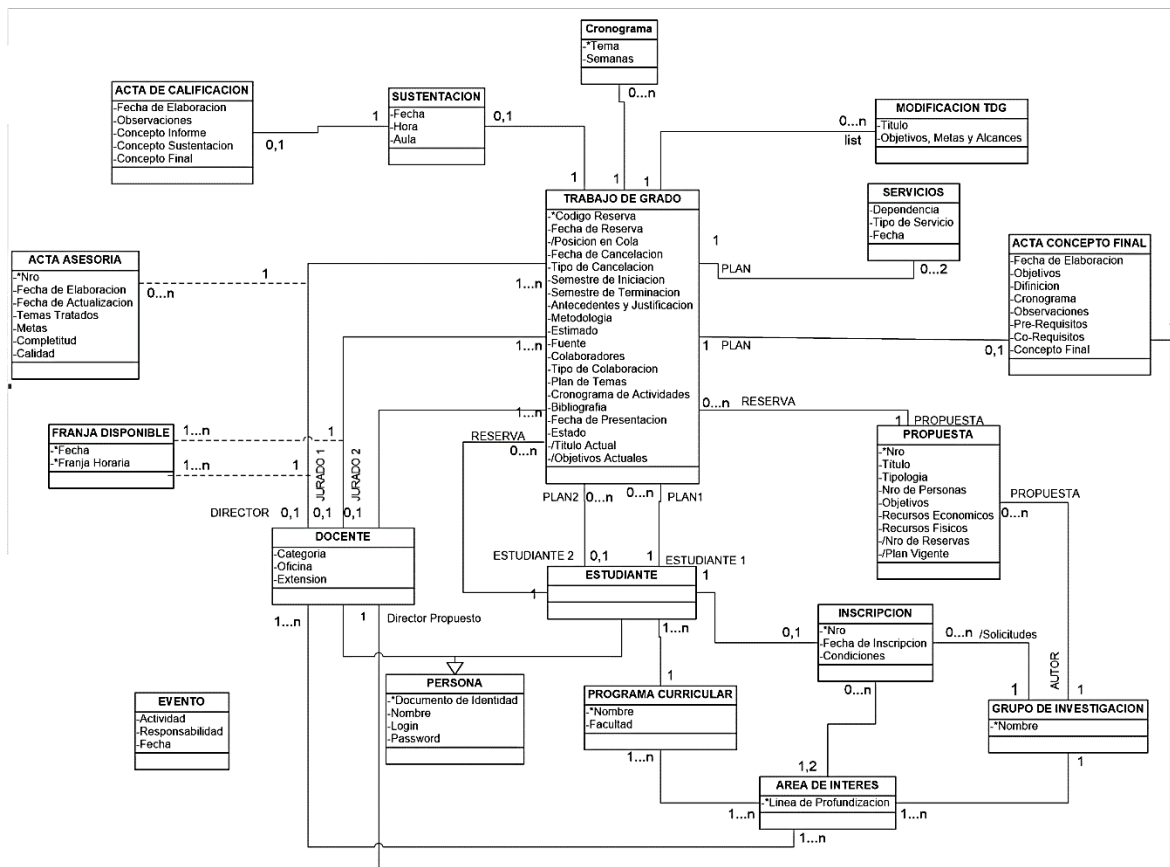 Cronograma
-*Tema
-Semanas
0...n
ACTA DE CALIFICACION
-Fecha de Elaboracion
-Observaciones
-Concepto Informe
-Concepto Sustentacion
-Concepto Final
1
0,1
SUSTENTACION
-Fecha
-Hora
-Aula
0,1
1
1
1
MODIFICACION TDG
-Titulo
-Objetivos, Metas y Alcances
0...n
list
SERVICIOS
-Dependencia
-Tipo de Servicio
-Fecha
0...2
1
PLAN
ACTA CONCEPTO FINAL
-Fecha de Elaboracion
-Objetivos
-Difinicion
-Cronograma
-Observaciones
-Pre-Requisitos
-Co-Requisitos
-Concepto Final
0,1
1
PLAN
TRABAJO DE GRADO
-*Codigo Reserva
-Fecha de Reserva
-/Posicion en Cola
-Fecha de Cancelacion
-Tipo de Cancelacion
-Semestre de Iniciacion
-Semestre de Terminacion
-Antecedentes y Justificacion
-Metodologia
-Estimado
-Fuente
-Colaboradores
-Tipo de Colaboracion
-Plan de Temas
-Cronograma de Actividades
-Bibliografia
-Fecha de Presentacion
-Estado
-/Titulo Actual
-/Objetivos Actuales
1...n
1...n
1...n
ACTA ASESORIA
-*Nro
-Fecha de Elaboracion
-Fecha de Actualizacion
-Temas Tratados
-Metas
-Completitud
-Calidad
1
0...n
FRANJA DISPONIBLE
-*Fecha
-*Franja Horaria
1...n
1
1...n
1
JURADO 1
JURADO 2
DIRECTOR
0,1
0,1
0,1
RESERVA
0...n
0...n
RESERVA
PROPUESTA
1
PROPUESTA
-*Nro
-Título
-Tipologia
-Nro de Personas
-Objetivos
-Recursos Economicos
-Recursos Fisicos
-/Nro de Reservas
-/Plan Vigente
PROPUESTA
0...n
PLAN2
0...n
0...n
PLAN1
DOCENTE
-Categoria
-Oficina
-Extension
1...n
1
Director Propuesto
ESTUDIANTE 2
0,1
1
ESTUDIANTE 1
ESTUDIANTE
1
1
1...n
INSCRIPCION
-*Nro
-Fecha de Inscripcion
-Condiciones
0,1
0...n
/Solicitudes
0...n
AUTOR
1
1
GRUPO DE INVESTIGACION
-*Nombre
1
PERSONA
-*Documento de Identidad
-Nombre
-Login
-Password
1
PROGRAMA CURRICULAR
-*Nombre
-Facultad
1...n
EVENTO
-Actividad
-Responsabilidad
-Fecha
1,2
AREA DE INTERES
-*Linea de Profundizacion
1...n
1...n
1...n